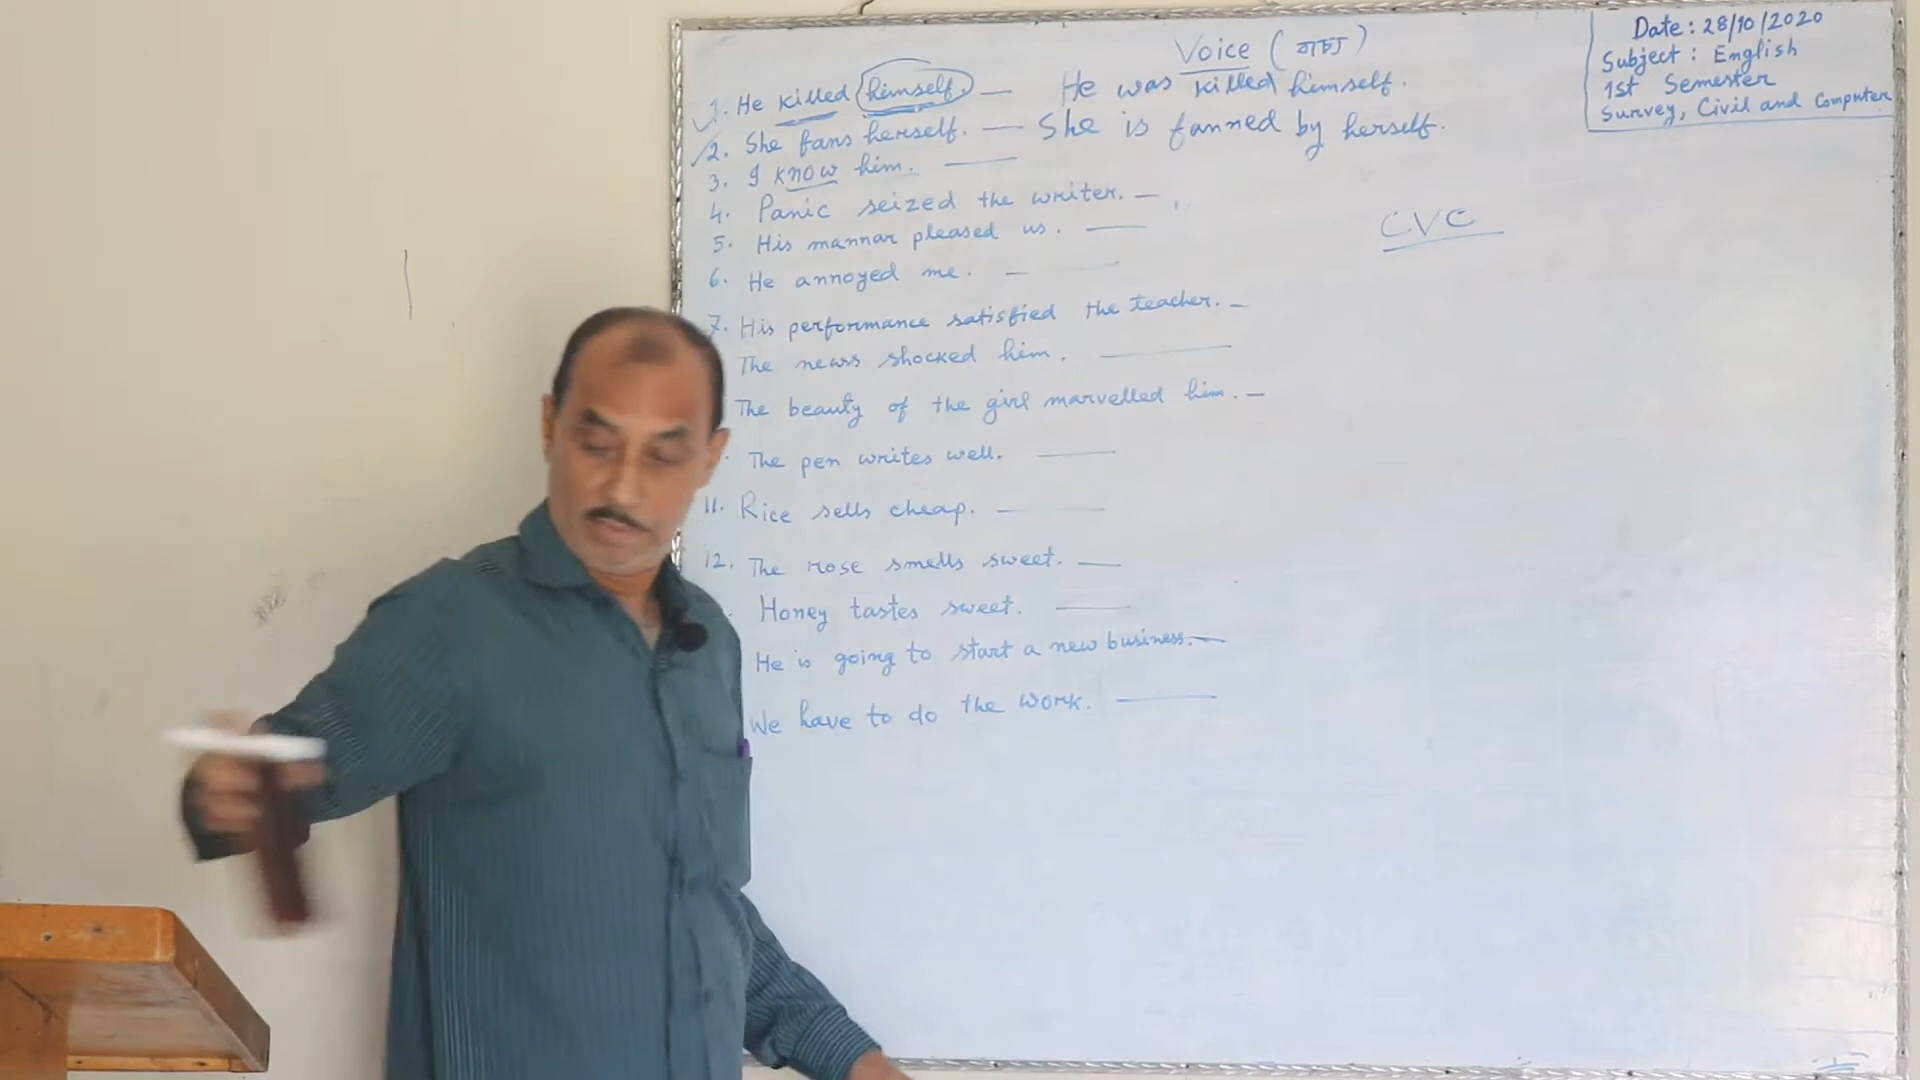 Voice (বাচ্য)
Date: 28/10/2020
Subject: English
1st Semester
Survey, Civil and Computer
1. He killed himself. — He was killed himself.
2. She fans herself. — She is fanned by herself.
3. I know him. —
4. Panic seized the writer. —
5. His mannar pleased us. —
6. He annoyed me. —
7. His performance satisfied the teacher. —
The news shocked him. —
The beauty of the girl marvelled him. —
The pen writes well. —
11. Rice sells cheap. —
12. The rose smells sweet. —
Honey tastes sweet. —
He is going to start a new business. —
We have to do the work. —
CVC